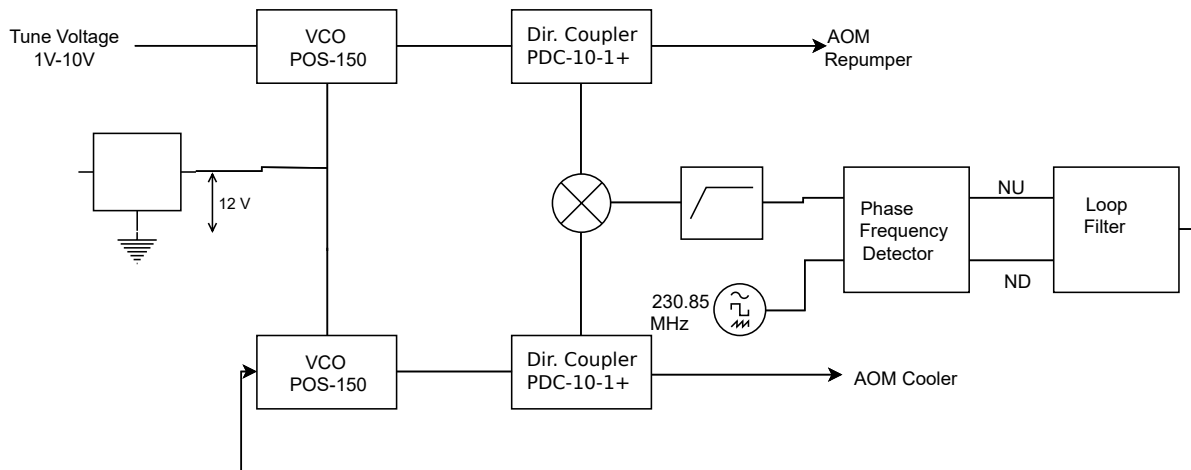 Tune Voltage
1V-10V
VCO
POS-150
Dir. Coupler
PDC-10-1+
AOM
Repumper
12 V
Phase
Frequency
Detector
NU
ND
Loop
Filter
230.85
MHz
VCO
POS-150
Dir. Coupler
PDC-10-1+
AOM Cooler